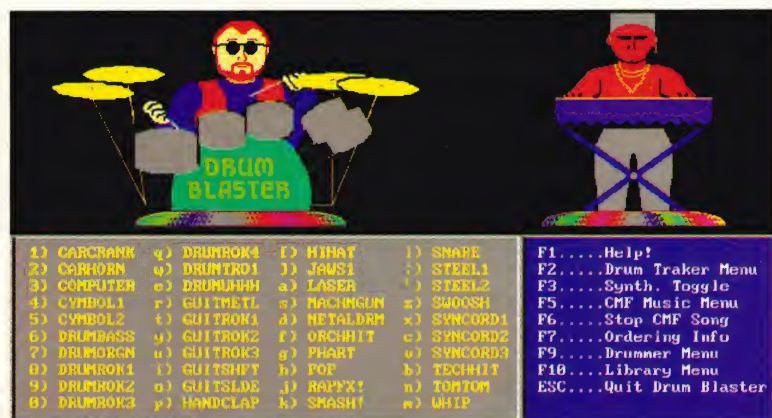 DRUM
BLASTER
1) CARCRANK q) DRUMROK4 [) HIHAT l) SNARE
2) CARHORN w) DRUMTRO1 ]) JAWS1 ;) STEEL1
3) COMPUTER e) DRUMUHHH a) LASER ') STEEL2
4) CYMBOL1 r) GUITMETL s) MACHNGUN z) SWOOSH
5) CYMBOL2 t) GUITROK1 d) METALDRM x) SYNCORD1
6) DRUMBASS y) GUITROK2 f) ORCHHIT c) SYNCORD2
7) DRUMORGN u) GUITROK3 g) PHART v) SYNCORD3
8) DRUMROK1 i) GUITSHFT h) POP b) TECHHIT
9) DRUMROK2 o) GUITSLDE j) RAPFX! n) TOMTOM
0) DRUMROK3 p) HANDCLAP k) SMASH! m) WHIP
F1.....Help!
F2.....Drum Traker Menu
F3.....Synth. Toggle
F5.....CMF Music Menu
F6.....Stop CMF Song
F7.....Ordering Info
F9.....Drummer Menu
F10....Library Menu
ESC....Quit Drum Blaster